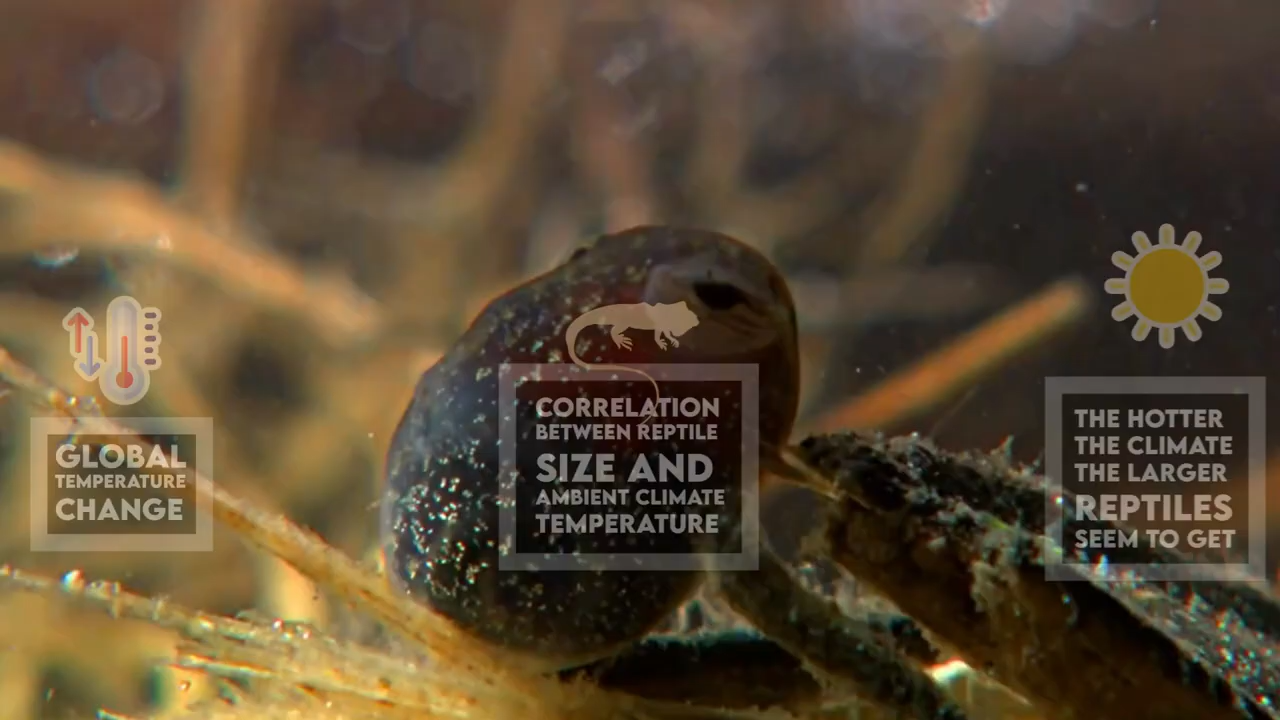 GLOBAL
TEMPERATURE
CHANGE
CORRELATION
BETWEEN REPTILE
SIZE AND
AMBIENT CLIMATE
TEMPERATURE
THE HOTTER
THE CLIMATE
THE LARGER
REPTILES
SEEM TO GET